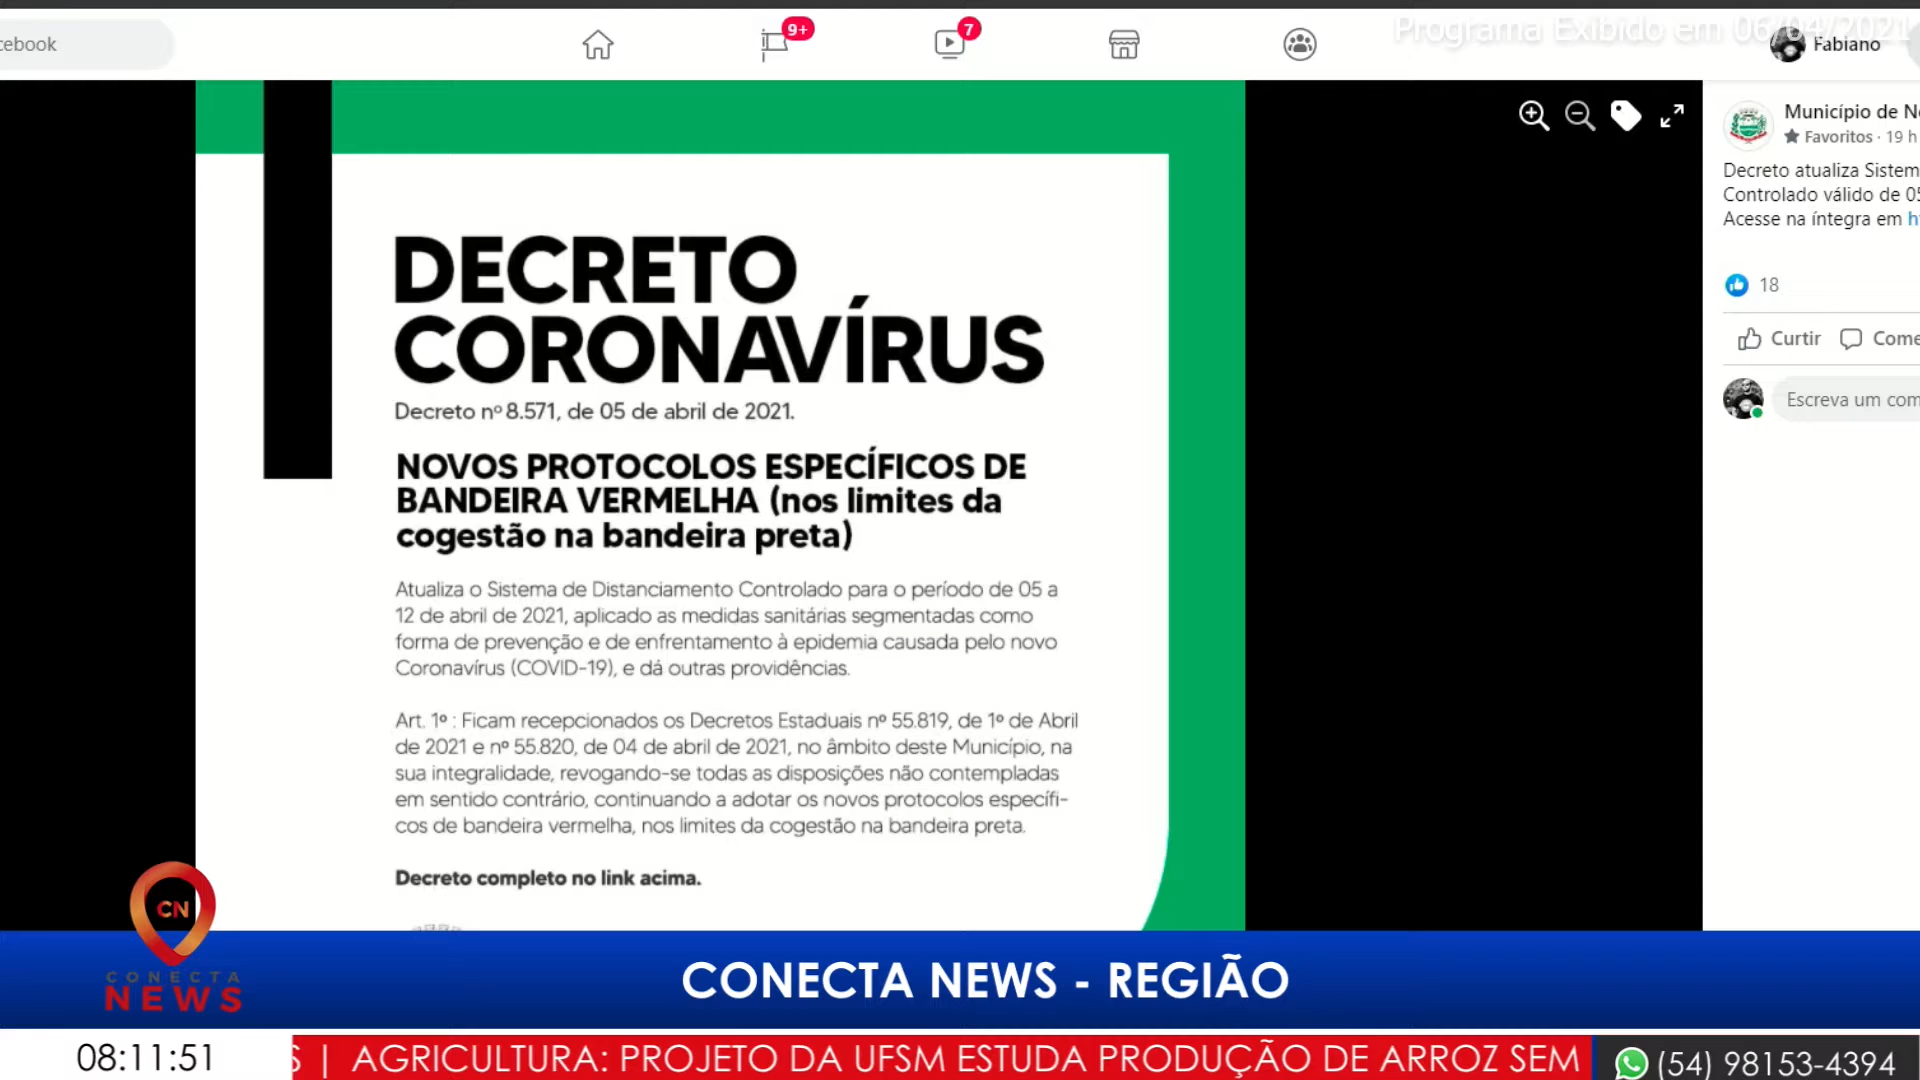 cebook
9+
7
Programa Exibido em 06/04/2021
Fabiano
Município de N
Favoritos · 19 h
Decreto atualiza Sistem
Controlado válido de 05
Acesse na íntegra em h
18
Curtir
Come
Escreva um com
DECRETO
CORONAVÍRUS
Decreto nº 8.571, de 05 de abril de 2021.
NOVOS PROTOCOLOS ESPECÍFICOS DE
BANDEIRA VERMELHA (nos limites da
cogestão na bandeira preta)
Atualiza o Sistema de Distanciamento Controlado para o período de 05 a
12 de abril de 2021, aplicado as medidas sanitárias segmentadas como
forma de prevenção e de enfrentamento à epidemia causada pelo novo
Coronavírus (COVID-19), e dá outras providências.
Art. 1º : Ficam recepcionados os Decretos Estaduais nº 55.819, de 1º de Abril
de 2021 e nº 55.820, de 04 de abril de 2021, no âmbito deste Município, na
sua integralidade, revogando-se todas as disposições não contempladas
em sentido contrário, continuando a adotar os novos protocolos específi-
cos de bandeira vermelha, nos limites da cogestão na bandeira preta.
Decreto completo no link acima.
CN
CONECTA
NEWS
CONECTA NEWS - REGIÃO
08:11:51
S | AGRICULTURA: PROJETO DA UFSM ESTUDA PRODUÇÃO DE ARROZ SEM
(54) 98153-4394